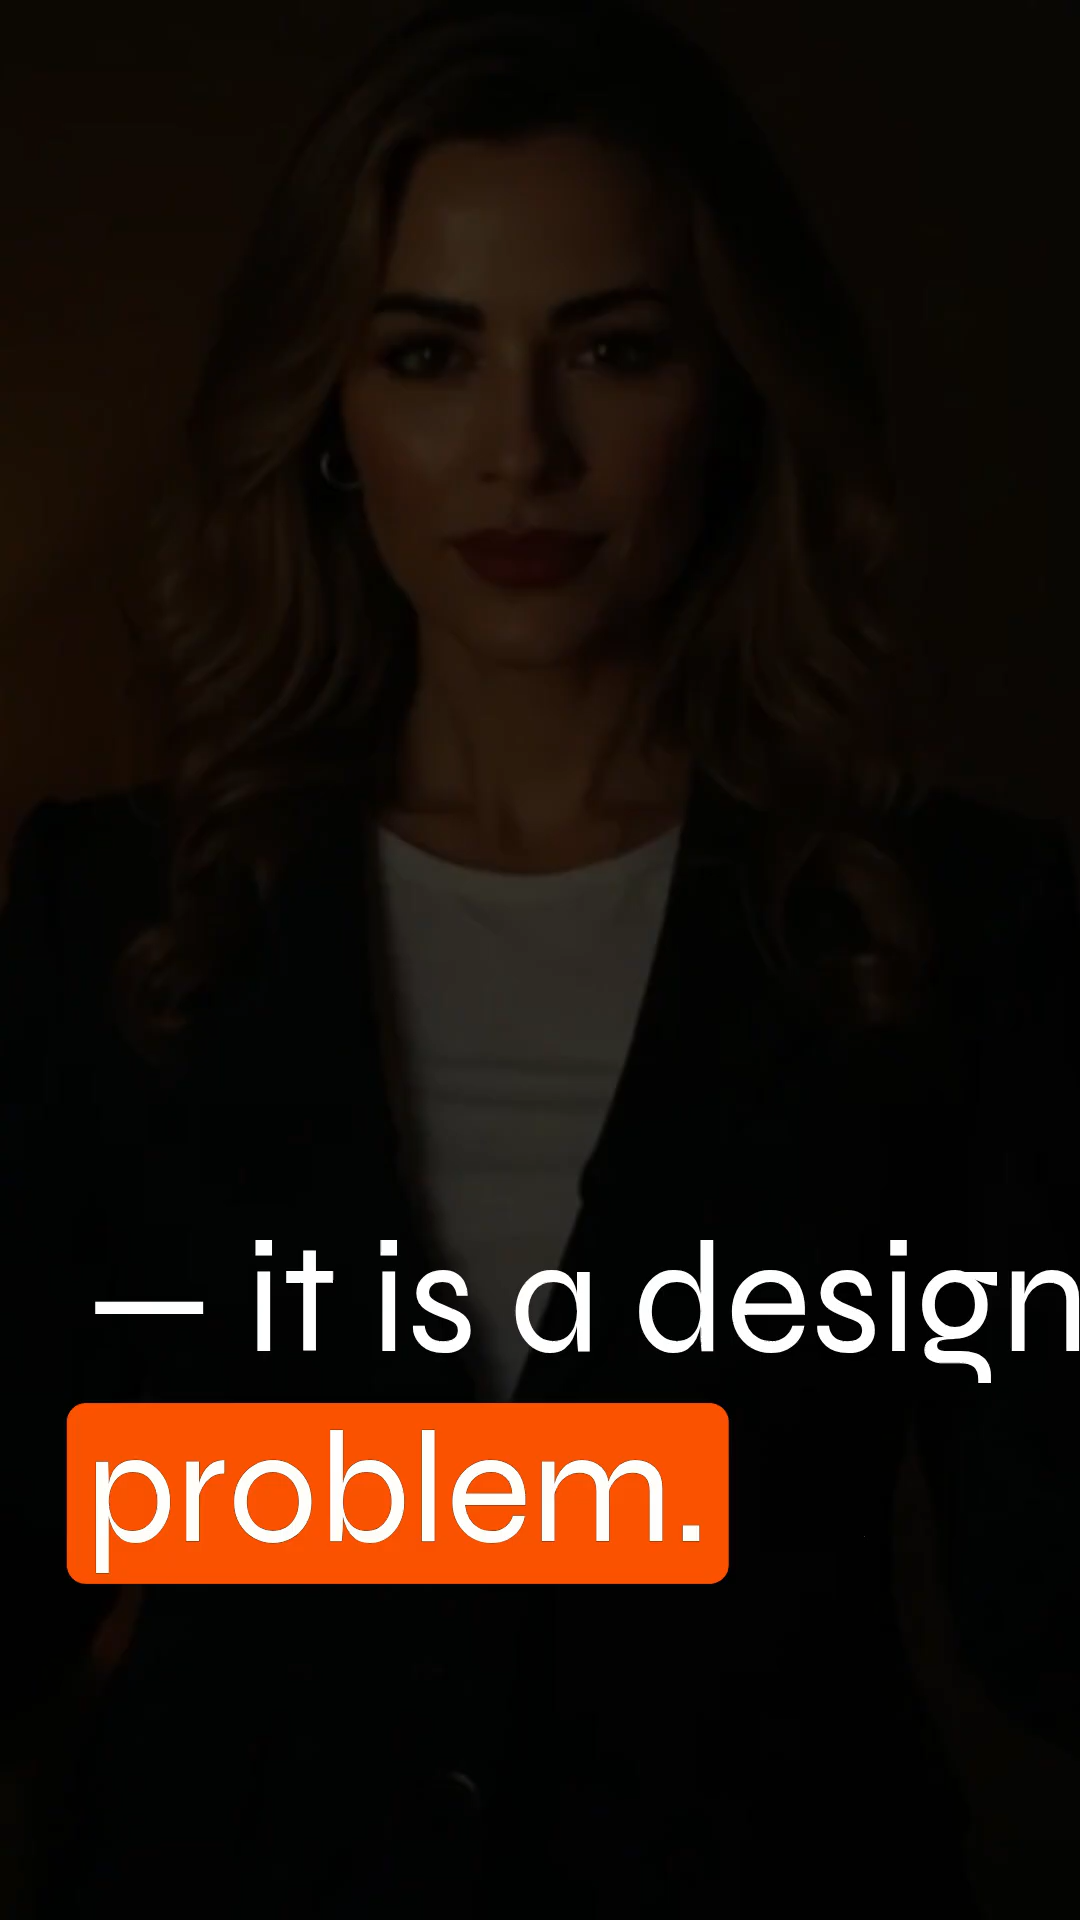 — it is a design
problem.